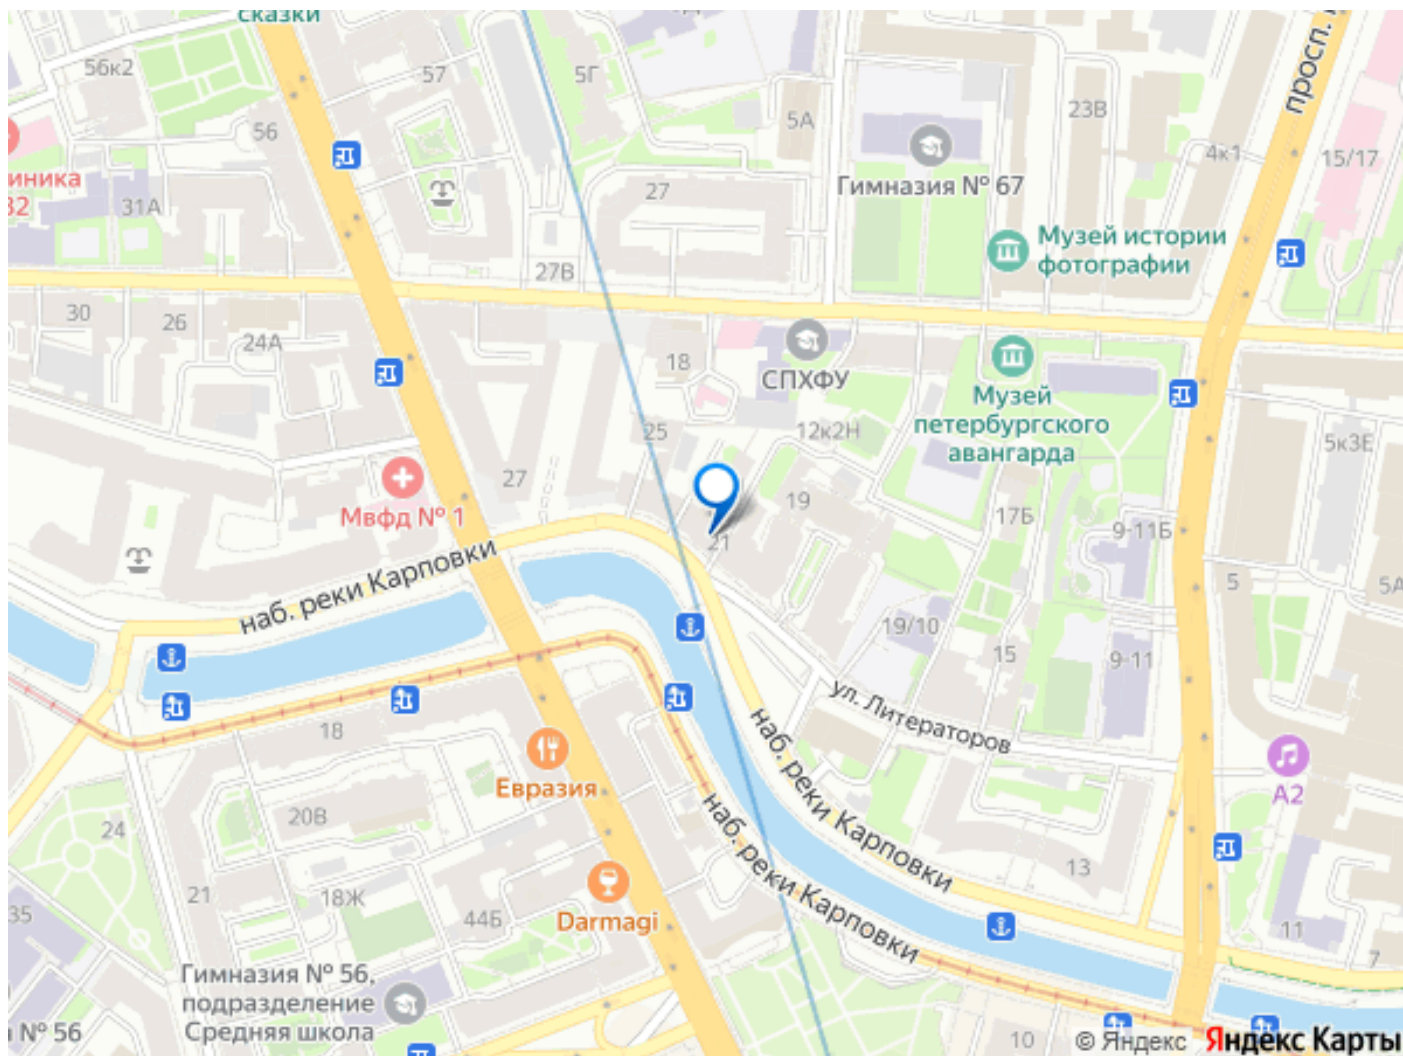 сказки
56к2
57
5Г
5А
23В
просп.
56
4к1
15/17
иника
32
31А
27
Гимназия № 67
Музей истории
фотографии
27В
30
26
24А
18
СПХФУ
Музей
петербургского
авангарда
25
12к2Н
5к3Е
27
Мвфд № 1
19
17Б
9-11Б
21
наб. реки Карповки
5
5А
19/10
15
9-11
ул. Литераторов
18
Евразия
наб. реки Карповки
А2
24
20В
наб. реки Карповки
13
21
18Ж
44Б
Darmagi
35
11
7
Гимназия № 56,
подразделение
Средняя школа
№ 56
10
© Яндекс Яндекс Карты